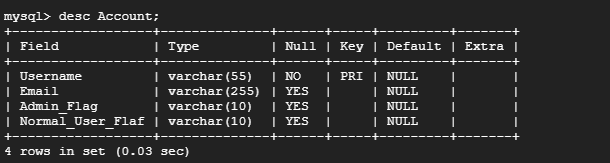 mysql> desc Account;
+------------------+--------------+------+-----+---------+-------+
| Field            | Type         | Null | Key | Default | Extra |
+------------------+--------------+------+-----+---------+-------+
| Username         | varchar(55)  | NO   | PRI | NULL    |       |
| Email            | varchar(255) | YES  |     | NULL    |       |
| Admin_Flag       | varchar(10)  | YES  |     | NULL    |       |
| Normal_User_Flaf | varchar(10)  | YES  |     | NULL    |       |
+------------------+--------------+------+-----+---------+-------+
4 rows in set (0.03 sec)